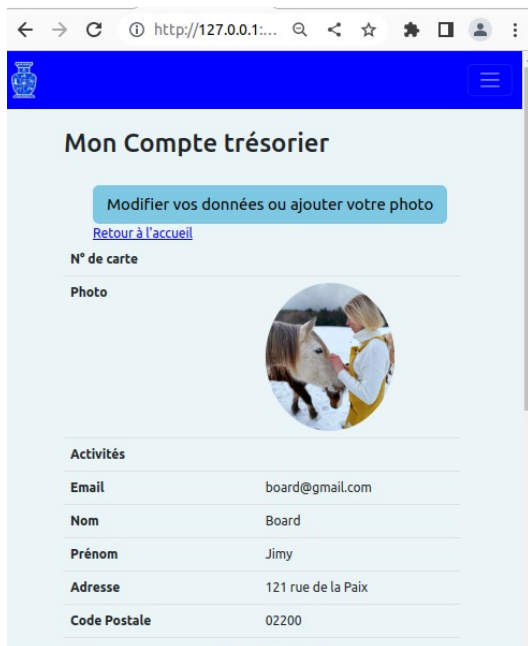 http://127.0.0.1:...
Mon Compte trésorier
Modifier vos données ou ajouter votre photo
Retour à l'accueil
N° de carte
Photo
Activités
Email board@gmail.com
Nom Board
Prénom Jimy
Adresse 121 rue de la Paix
Code Postale 02200